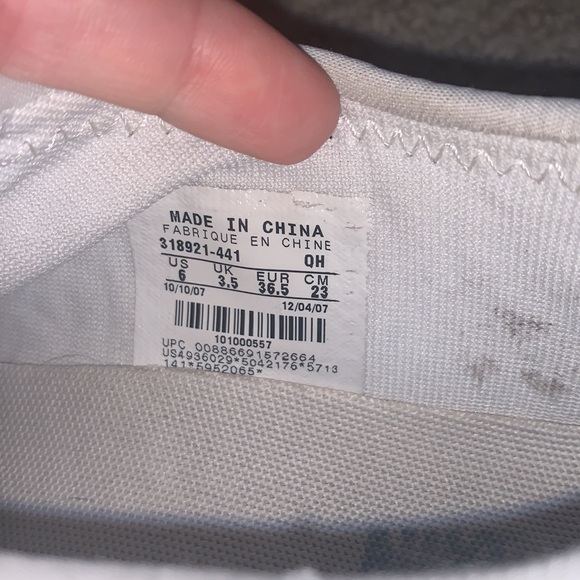 MADE IN CHINA
FABRIQUE EN CHINE
318921-441 QH
US UK EUR CM
6 3.5 36.5 23
10/10/07 12/04/07
101000557
UPC 00886691572664
US4936029*5042176*5713
141*5952065*